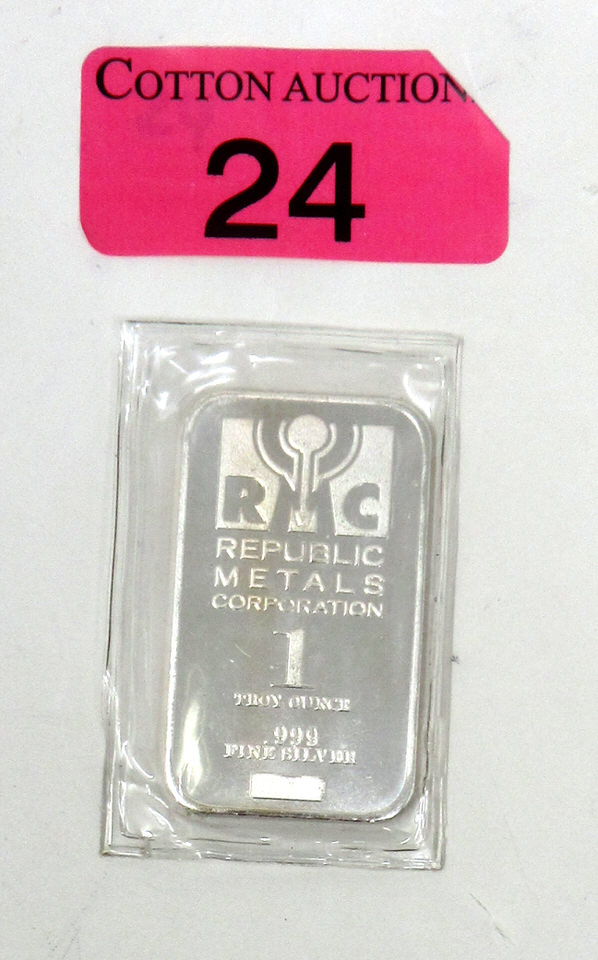 COTTON AUCTION
24
RMC
REPUBLIC
METALS
CORPORATION
1
TROY OUNCE
.999
FINE SILVER